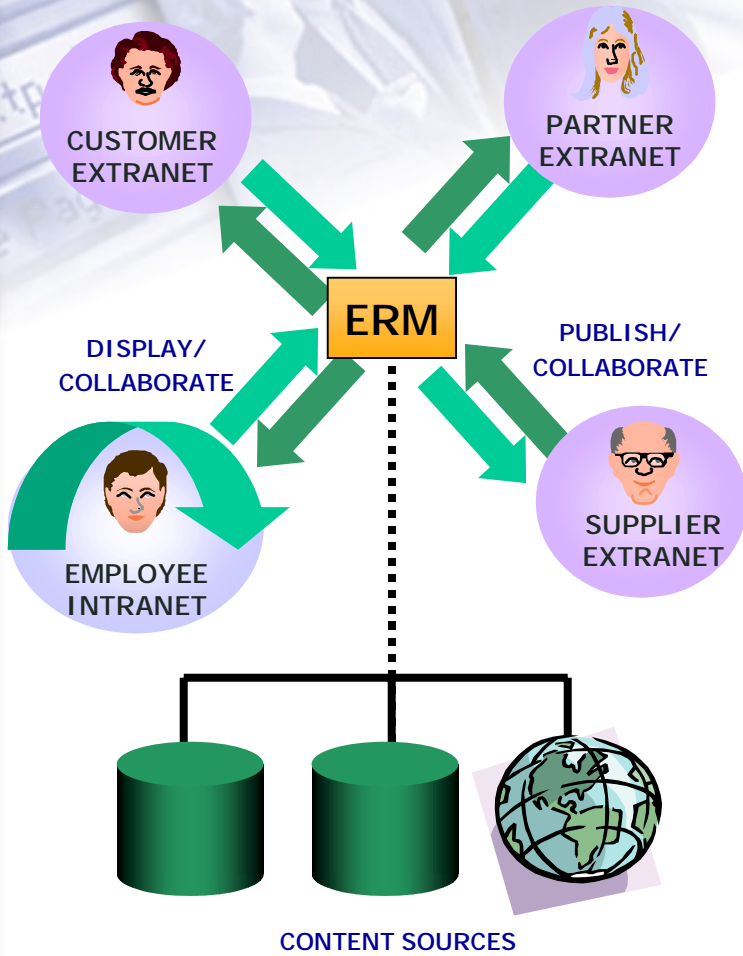 CUSTOMER
EXTRANET
PARTNER
EXTRANET
ERM
DISPLAY/
COLLABORATE
PUBLISH/
COLLABORATE
SUPPLIER
EXTRANET
EMPLOYEE
INTRANET
CONTENT SOURCES